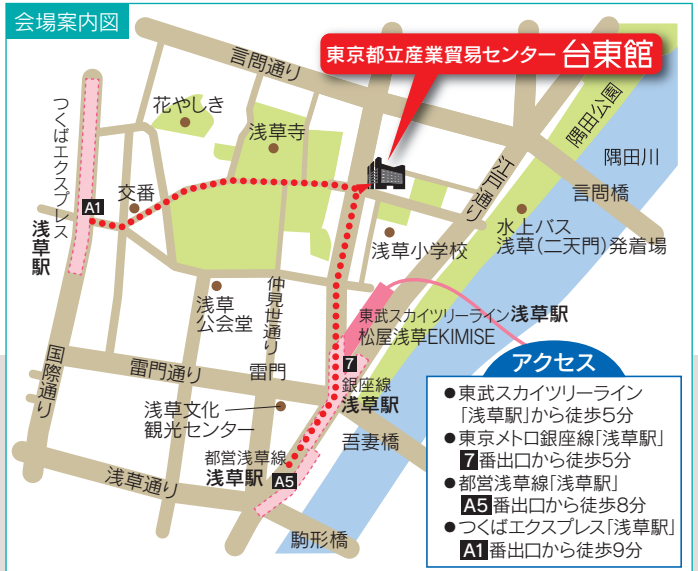 会場案内図
東京都立産業貿易センター 台東館
言問通り
花やしき
浅草寺
つくばエクスプレス
浅草駅
A1
交番
隅田公園
隅田川
言問橋
江戸通り
水上バス
浅草(二天門)発着場
浅草小学校
浅草
公会堂
仲見世通り
東武スカイツリーライン浅草駅
松屋浅草EKIMISE
国際通り
雷門通り
雷門
7
銀座線
浅草駅
浅草文化
観光センター
吾妻橋
都営浅草線
浅草駅
A5
浅草通り
駒形橋
アクセス
●東武スカイツリーライン
「浅草駅」から徒歩5分
●東京メトロ銀座線「浅草駅」
7番出口から徒歩5分
●都営浅草線「浅草駅」
A5番出口から徒歩8分
●つくばエクスプレス「浅草駅」
A1番出口から徒歩9分